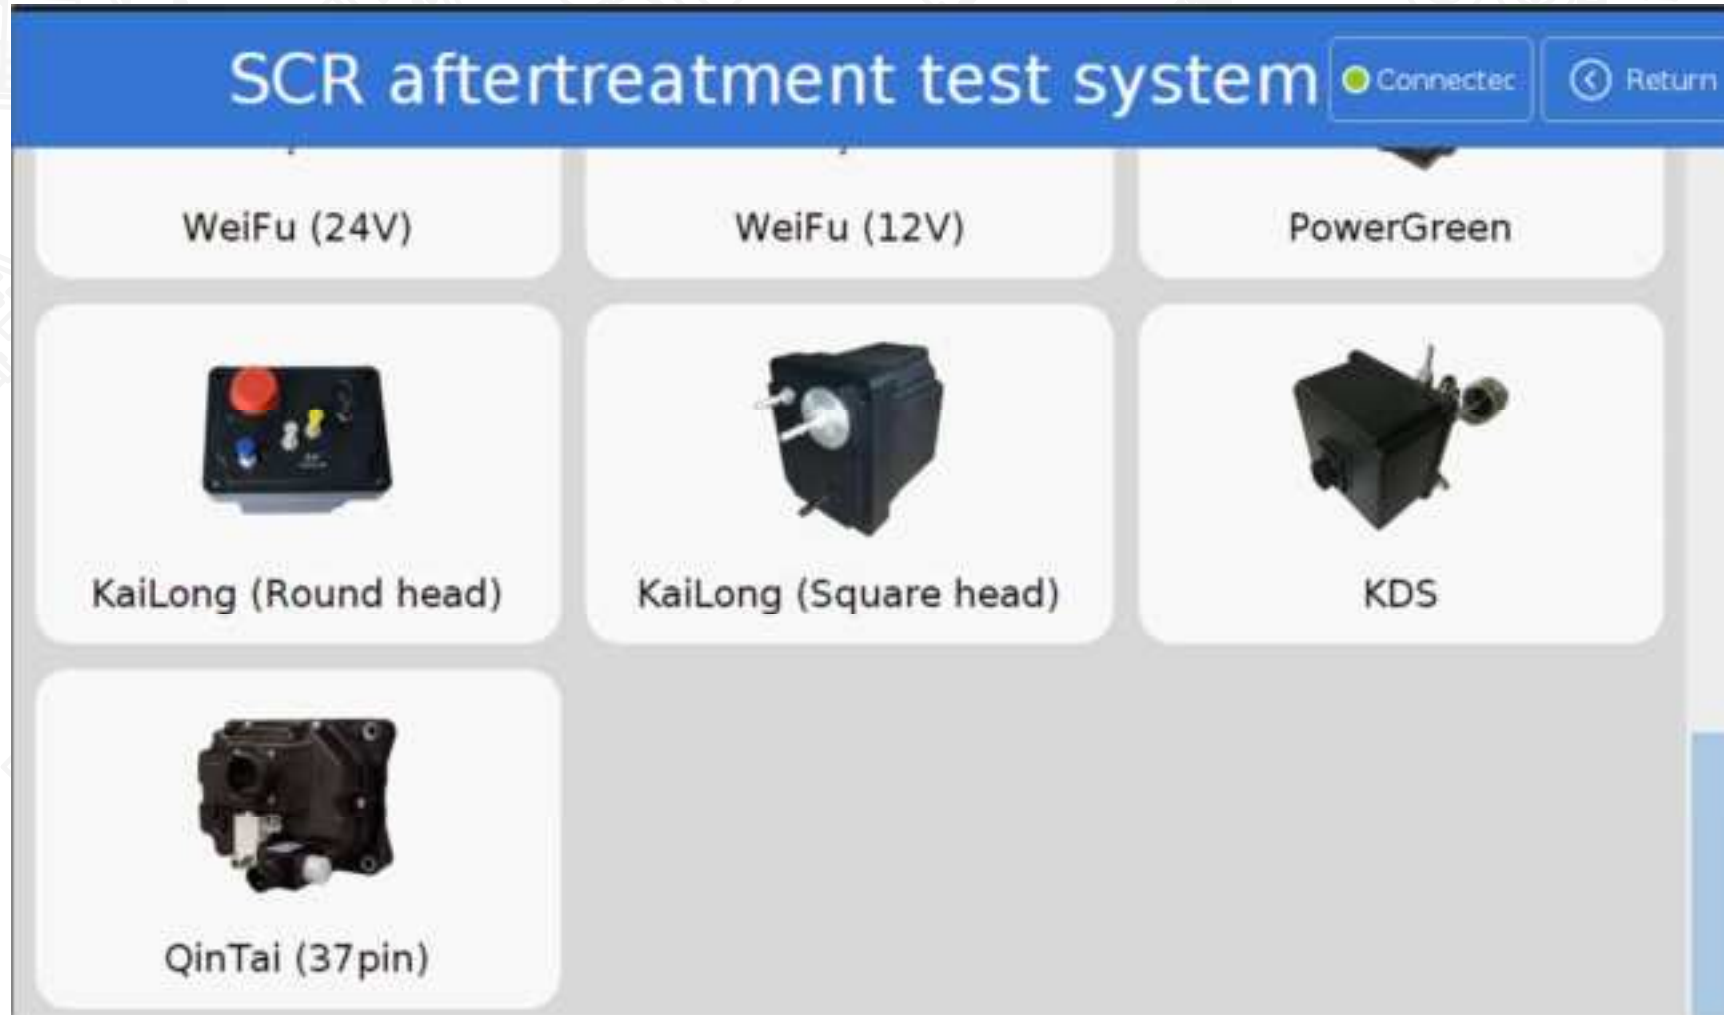 SCR aftertreatment test system
Connectec
Return
WeiFu (24V)
WeiFu (12V)
PowerGreen
KaiLong (Round head)
KaiLong (Square head)
KDS
QinTai (37pin)